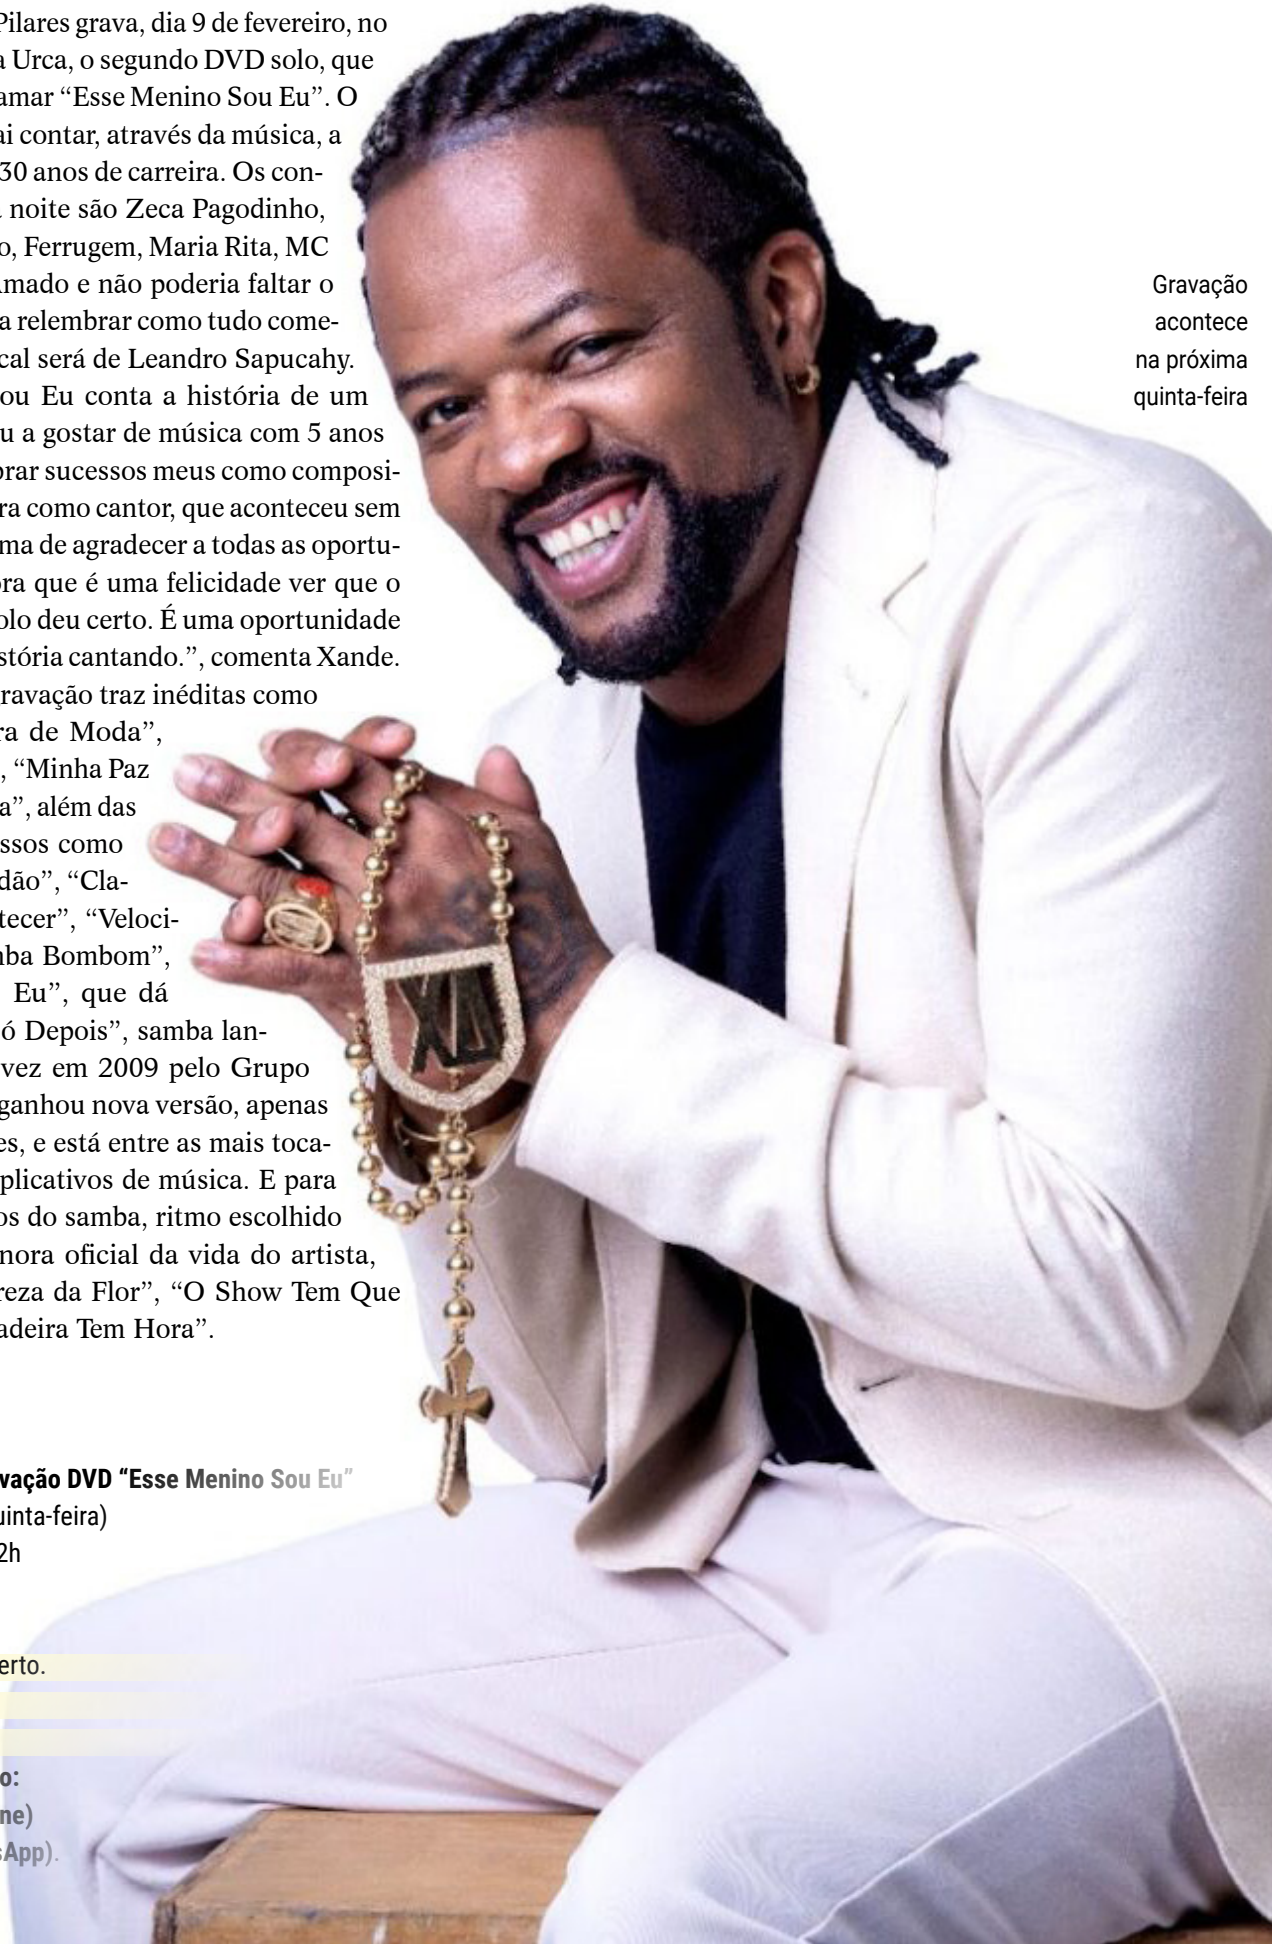 Pilares grava, dia 9 de fevereiro, no
a Urca, o segundo DVD solo, que
amar “Esse Menino Sou Eu”. O
ai contar, através da música, a
30 anos de carreira. Os con-
a noite são Zeca Pagodinho,
o, Ferrugem, Maria Rita, MC
Amado e não poderia faltar o
a relembrar como tudo come-
cal será de Leandro Sapucahy.
ou Eu conta a história de um
u a gostar de música com 5 anos
brar sucessos meus como composi-
ra como cantor, que aconteceu sem
ma de agradecer a todas as oportu-
ora que é uma felicidade ver que o
olo deu certo. É uma oportunidade
stória cantando.”, comenta Xande.
ravação traz inéditas como
ra de Moda”,
, “Minha Paz
a”, além das
ssos como
dão”, “Cla-
tecer”, “Veloci-
mba Bombom”,
Eu”, que dá
ó Depois”, samba lan-
vez em 2009 pelo Grupo
ganhou nova versão, apenas
es, e está entre as mais toca-
plicativos de música. E para
os do samba, ritmo escolhido
nora oficial da vida do artista,
reza da Flor”, “O Show Tem Que
adeira Tem Hora”.
vação DVD “Esse Menino Sou Eu”
uinta-feira)
2h
erto.
o:
ne)
sApp).
Gravação
acontece
na próxima
quinta-feira
XA